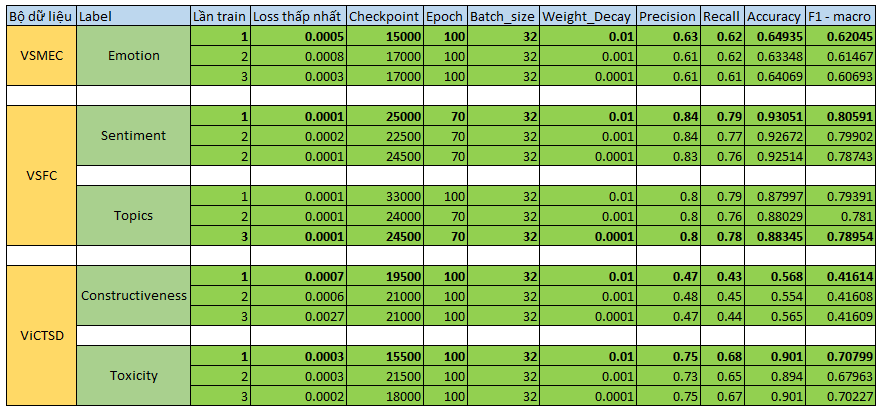 Bộ dữ liệu Label Lần train Loss thấp nhất Checkpoint Epoch Batch_size Weight_Decay Precision Recall Accuracy F1 - macro
VSMEC Emotion 1 0.0005 15000 100 32 0.01 0.63 0.62 0.64935 0.62045
2 0.0008 17000 100 32 0.001 0.61 0.62 0.63348 0.61467
3 0.0003 17000 100 32 0.0001 0.61 0.61 0.64069 0.60693
VSFC Sentiment 1 0.0001 25000 70 32 0.01 0.84 0.79 0.93051 0.80591
2 0.0002 22500 70 32 0.001 0.84 0.77 0.92672 0.79902
2 0.0001 24500 70 32 0.0001 0.83 0.76 0.92514 0.78743
Topics 1 0.0001 33000 100 32 0.01 0.8 0.79 0.87997 0.79391
2 0.0001 24000 70 32 0.001 0.8 0.76 0.88029 0.781
3 0.0001 24500 70 32 0.0001 0.8 0.78 0.88345 0.78954
ViCTSD Constructiveness 1 0.0007 19500 100 32 0.01 0.47 0.43 0.568 0.41614
2 0.0006 21000 100 32 0.001 0.48 0.45 0.554 0.41608
3 0.0027 21000 100 32 0.0001 0.47 0.44 0.565 0.41609
Toxicity 1 0.0003 15500 100 32 0.01 0.75 0.68 0.901 0.70799
2 0.0003 21500 100 32 0.001 0.73 0.65 0.894 0.67963
3 0.0002 18000 100 32 0.0001 0.75 0.67 0.901 0.70227